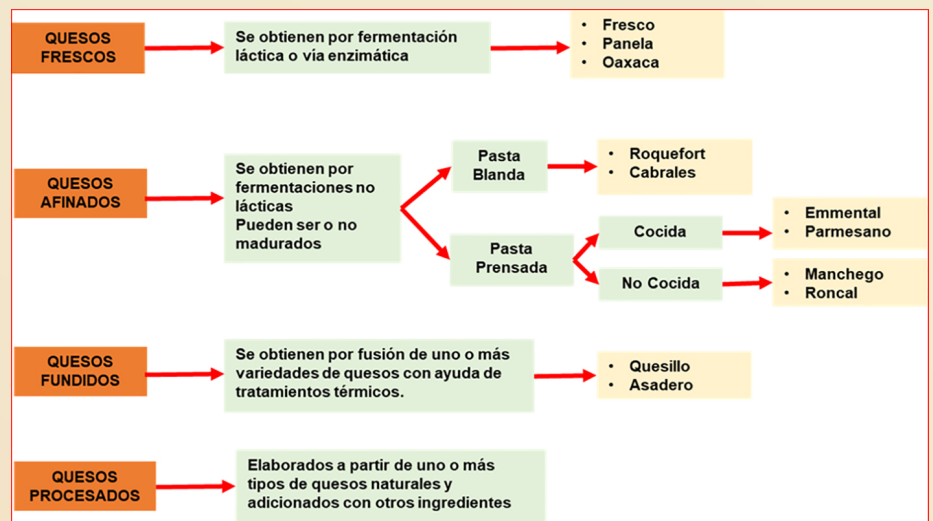 QUESOS
FRESCOS
Se obtienen por fermentación
láctica o vía enzimática
• Fresco
• Panela
• Oaxaca
QUESOS
AFINADOS
Se obtienen por
fermentaciones no
lácticas
Pueden ser o no
madurados
Pasta
Blanda
• Roquefort
• Cabrales
Pasta
Prensada
Cocida
• Emmental
• Parmesano
No Cocida
• Manchego
• Roncal
QUESOS
FUNDIDOS
Se obtienen por fusión de uno o más
variedades de quesos con ayuda de
tratamientos térmicos.
• Quesillo
• Asadero
QUESOS
PROCESADOS
Elaborados a partir de uno o más
tipos de quesos naturales y
adicionados con otros ingredientes